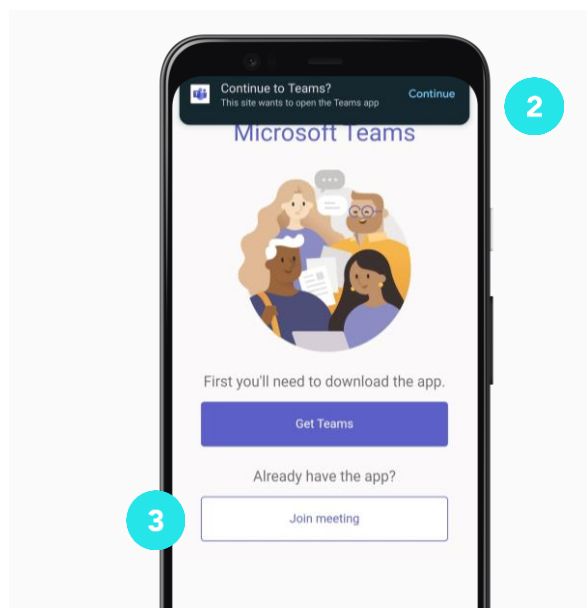 Continue to Teams?
This site wants to open the Teams app
Continue
2
Microsoft Teams
First you'll need to download the app.
Get Teams
Already have the app?
3
Join meeting